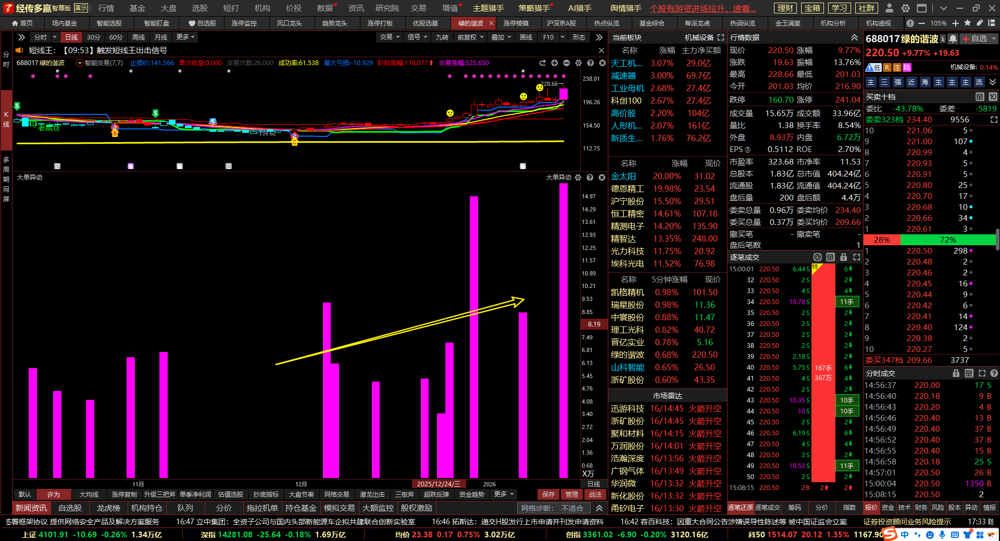 经传多赢 智尊版 演示 行情 基金 大盘 选股 短打 机构 价投 数据 资讯 研究院 交易 增值 主题猎手 策略猎手 AI猎手 舆情猎手 个股有游资进场拉升，速看... 理财 宝箱 学习 社群
首页 场内基金 智能选股 智能盯盘 自选股 涨停监控 风口龙头 趋势龙头 涨停打板 优股选基 绿的谐波 涨停棱镜 沪深京A股 热点纵览 基金综合 帮派龙虎 热词纵览 金玉满堂 机构分析 机构透视 105%
分时 日线 30分 60分 周线 月线 更多 交易 信号 九转 前复权 叠加 画线 F10 形态
短线王：【09:53】触发短线王出击信号
688017 绿的谐波 智能交易(7,7) 止损价:141.566 单次收益:0.000 交易次数:26.000 成功率:61.538 最大亏损:-10.929 阶段涨幅:118.077 交易涨幅:525.650
分时
K线
多周期同屏
238.01
196.26
154.50
112.75
228.66
139.62
老鼠仓
S S S B
大单异动 大单异动
14.97
14.29
13.61
12.93
12.25
11.57
10.89
10.21
9.53
8.85
8.19
7.49
6.81
6.13
5.45
4.76
4.08
3.40
2.72
2.04
1.36
0.68
X万
11月 12月 2025/12/24/三 2026 日线
默认 许为 大均线 涨停复制 升级三把斧 单季净利润 估值选股 抄底指标 大盘节奏 网格交易 潜龙出击 三板斧 超跌反弹 资金趋势 更多 保存 管理 战法
新闻资讯 自选股 龙虎榜 机构持仓 队列 分价 拖拉机单 持仓基金 模拟交易 大额监控 股权激励 网格诊断： 不适合
当前板块 机械设备
名称 涨幅 主力净买额
天工机... 3.07% 29.0亿
减速器 3.00% 69.7亿
工业母机 2.68% 27.4亿
科创100 2.67% 27.4亿
高价股 2.20% 104亿
人形机... 2.07% 161亿
新质生... 1.76% 76.2亿
名称 涨幅 现价
金太阳 20.00% 31.02
德恩精工 19.98% 23.54
沪宁股份 15.50% 29.51
恒工精密 14.61% 107.18
精测电子 14.20% 135.90
精智达 13.35% 248.00
光力科技 11.75% 20.92
埃科光电 11.52% 76.98
名称 5分钟涨幅 现价
凯格精机 0.98% 101.50
瑞星股份 0.98% 11.36
中寰股份 0.88% 11.47
理工光科 0.82% 40.72
晋亿实业 0.78% 5.16
绿的谐波 0.68% 220.50
山科智能 0.65% 26.50
浙矿股份 0.60% 43.35
市场雷达
迅游科技 16/14:45 火箭升空
浙矿股份 16/14:45 火箭升空
聚和材料 16/14:15 火箭升空
万润股份 16/14:01 火箭升空
浩瀚深度 16/13:56 火箭升空
广钢气体 16/13:49 火箭升空
华润微 16/13:32 火箭升空
新化股份 16/13:32 火箭升空
甬矽电子 16/13:30 火箭升空
行情数据
现价 220.50 涨幅 9.77%
涨跌 19.63 振幅 13.76%
最高 228.66 最低 201.03
今开 201.03 均价 216.90
跌停 160.70 涨停 241.04
成交量 15.65万 成交额 33.96亿
量比 1.38 换手率 8.54%
外盘 8.93万 内盘 6.72万
EPS③ 0.5112 ROE 2.70%
市盈率 323.68 市净率 11.53
总股本 1.83亿 总市值 404.24亿
流通股 1.83亿 流通值 404.24亿
盘后量 200 盘后额 4.4万
委卖总量 0.96万 委卖均价 234.40
委买总量 0.37万 委买均价 209.66
撤买笔 - 撤卖笔 -
盘后笔数 1
逐笔成交
15:00:01 220.50 6.44 S 6
32 220.50 2 S 2
33 220.50 4 S 4
34 220.50 10.78 S 11手
35 220.50 2 S 2
36 220.50 2 S 2
37 220.50 2 S 2
38 220.50 2 S 2
39 220.50 2.18 S 2
40 220.50 5.75 S 6
41 220.50 4 S 4
42 220.50 2 S 2
43 220.50 10.35 S 10手
44 220.50 10 S 10手
45 220.50 2 S 2
46 220.50 6.19 S 6
47 220.50 4 S 4
48 220.50 2 S 2
49 220.50 10.53 S 11手
50 220.50 2 S 2
15:08:15 220.50 2 B 2 2
特
167手
367万
逐笔还原 逐笔成交 筹码 分价 指数
688017 绿的谐波 自选
220.50 +9.77% +19.63
低 R 注 陆 机械设备: 0.14%
主 三 强 近 海 主 主 主 流
买卖十档 10
委比 -43.78% 委差 -5819
委卖323档 234.40 9556
10 221.06 5
9 221.00 107
8 220.99 4
7 220.93 5
6 220.91 5
5 220.80 25
4 220.70 17
3 220.68 10
2 220.66 34
1 220.61 3
28% 72%
1 220.50 298
2 220.48 2
3 220.46 2
4 220.45 16
5 220.44 9
6 220.42 6
7 220.41 14
8 220.40 124
9 220.38 2
10 220.27 5
委买347档 209.66 3737
分时成交
14:56:37 220.00 17 S
14:56:40 220.18 9 B
14:56:43 220.20 4 B
14:56:46 220.40 13 B
14:56:49 220.40 37 B
14:56:52 220.40 37 B
14:56:55 220.40 15 B
14:56:58 220.18 25 S
14:57:01 220.50 26 B
15:00:04 220.50 1350 B
15:08:15 220.50 2
报价 资金 技术 财务 风险 股本 异动 情报
签署框架协议 提供网络安全产品及解决方案服务 16:47 立中集团：全资子公司与国内头部新能源车企拟共建联合创新实验室 16:46 拓斯达：递交H股发行上市申请并刊发申请资料 16:42 容百科技：因重大合同公告涉嫌误导性陈述等 被中国证监会立案 证券投资顾问业务风险提示 17:33
上证 4101.91 -10.69 -0.26% 1.34万亿 深指 14281.08 -25.64 -0.18% 1.69万亿 均价 23.38 0.17 0.75% 3.02万亿 创指 3361.02 -6.90 -0.20% 3120.16亿 科50 1514.07 20.12 1.35% 1167.90 中